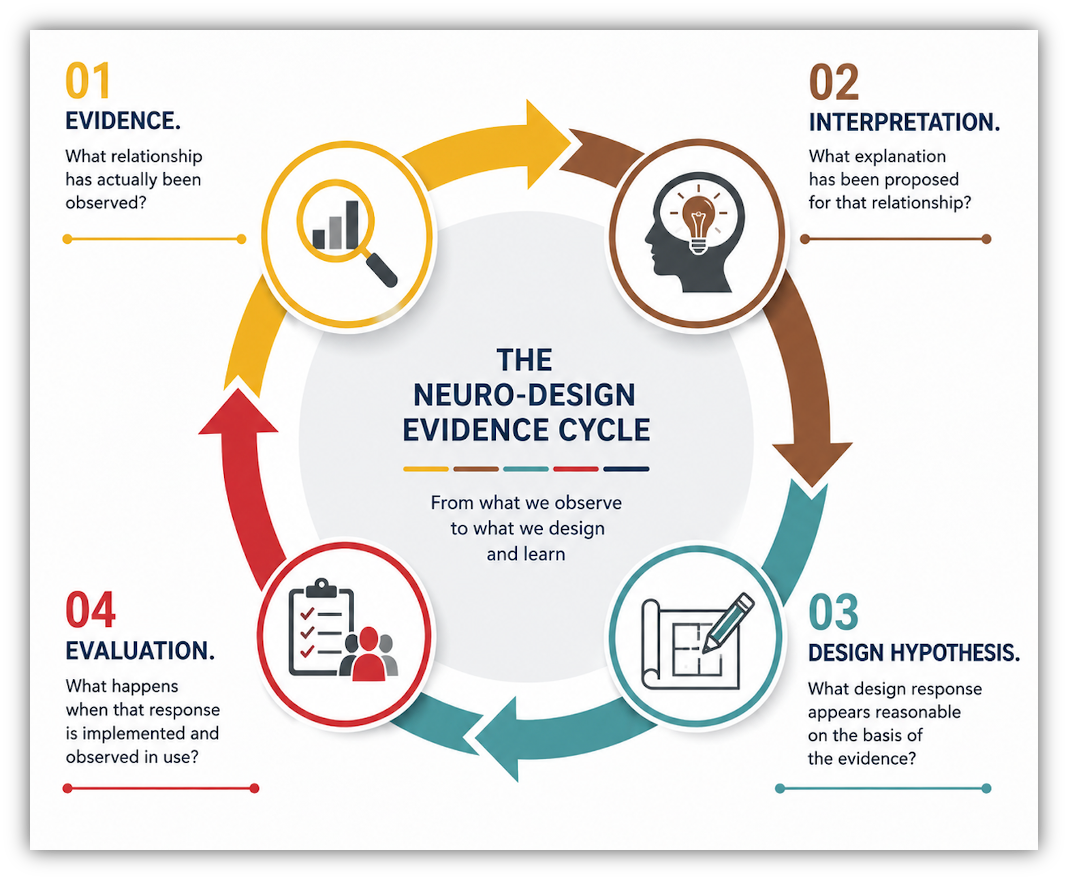 01
EVIDENCE.
What relationship
has actually been
observed?
02
INTERPRETATION.
What explanation
has been proposed
for that relationship?
THE
NEURO-DESIGN
EVIDENCE CYCLE
From what we observe
to what we design
and learn
03
DESIGN HYPOTHESIS.
What design response
appears reasonable
on the basis of
the evidence?
04
EVALUATION.
What happens
when that response
is implemented and
observed in use?